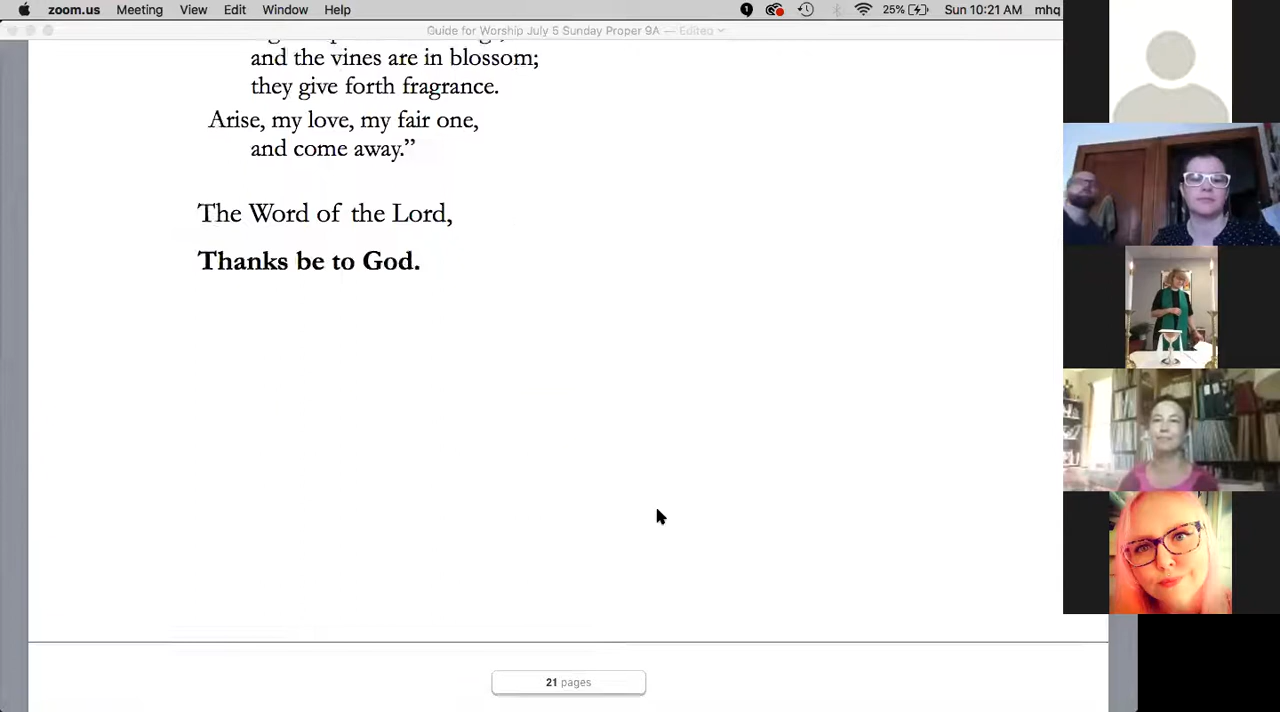 zoom.us Meeting View Edit Window Help 25% Sun 10:21 AM mhq
Guide for Worship July 5 Sunday Proper 9A — Edited
and the vines are in blossom;
they give forth fragrance.
Arise, my love, my fair one,
and come away.”
The Word of the Lord,
Thanks be to God.
21 pages